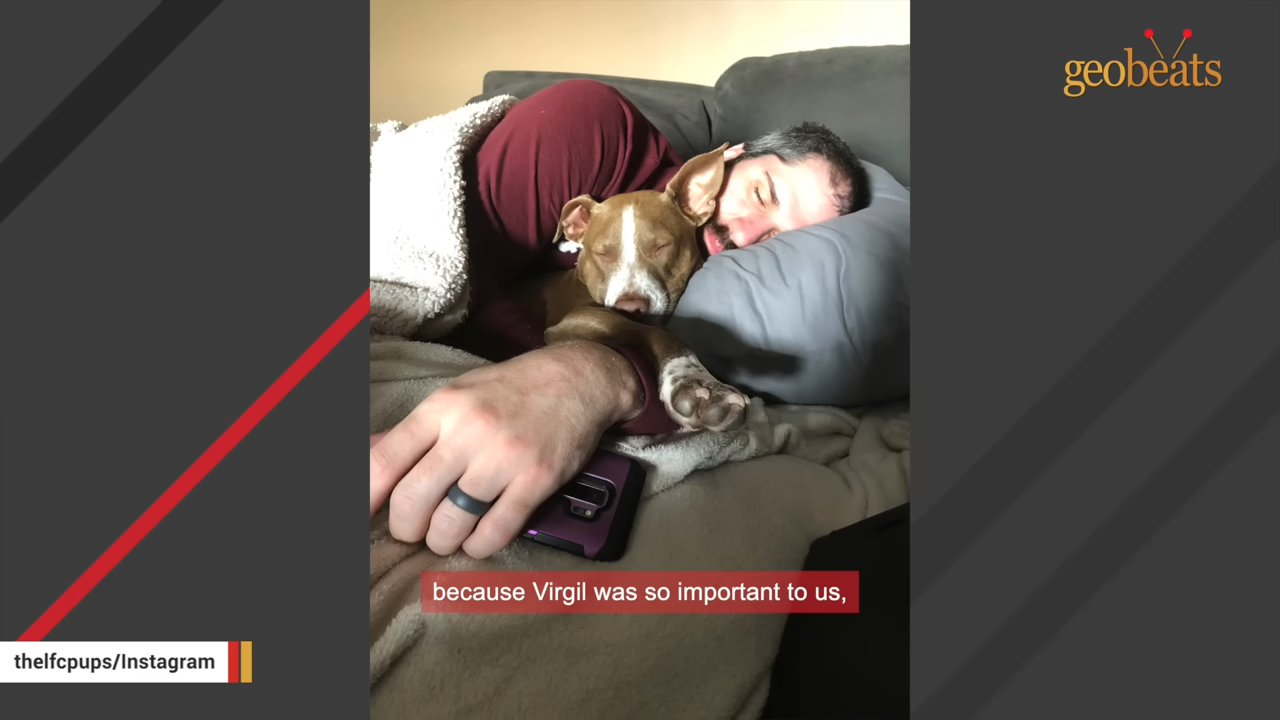 geobeats
because Virgil was so important to us,
thelfcpups/Instagram